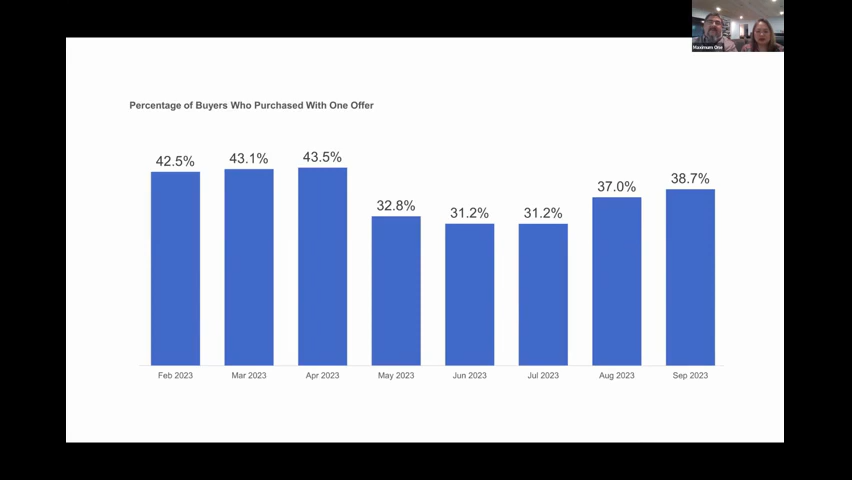 Maximum One
Percentage of Buyers Who Purchased With One Offer
42.5%
43.1%
43.5%
32.8%
31.2%
31.2%
37.0%
38.7%
Feb 2023
Mar 2023
Apr 2023
May 2023
Jun 2023
Jul 2023
Aug 2023
Sep 2023